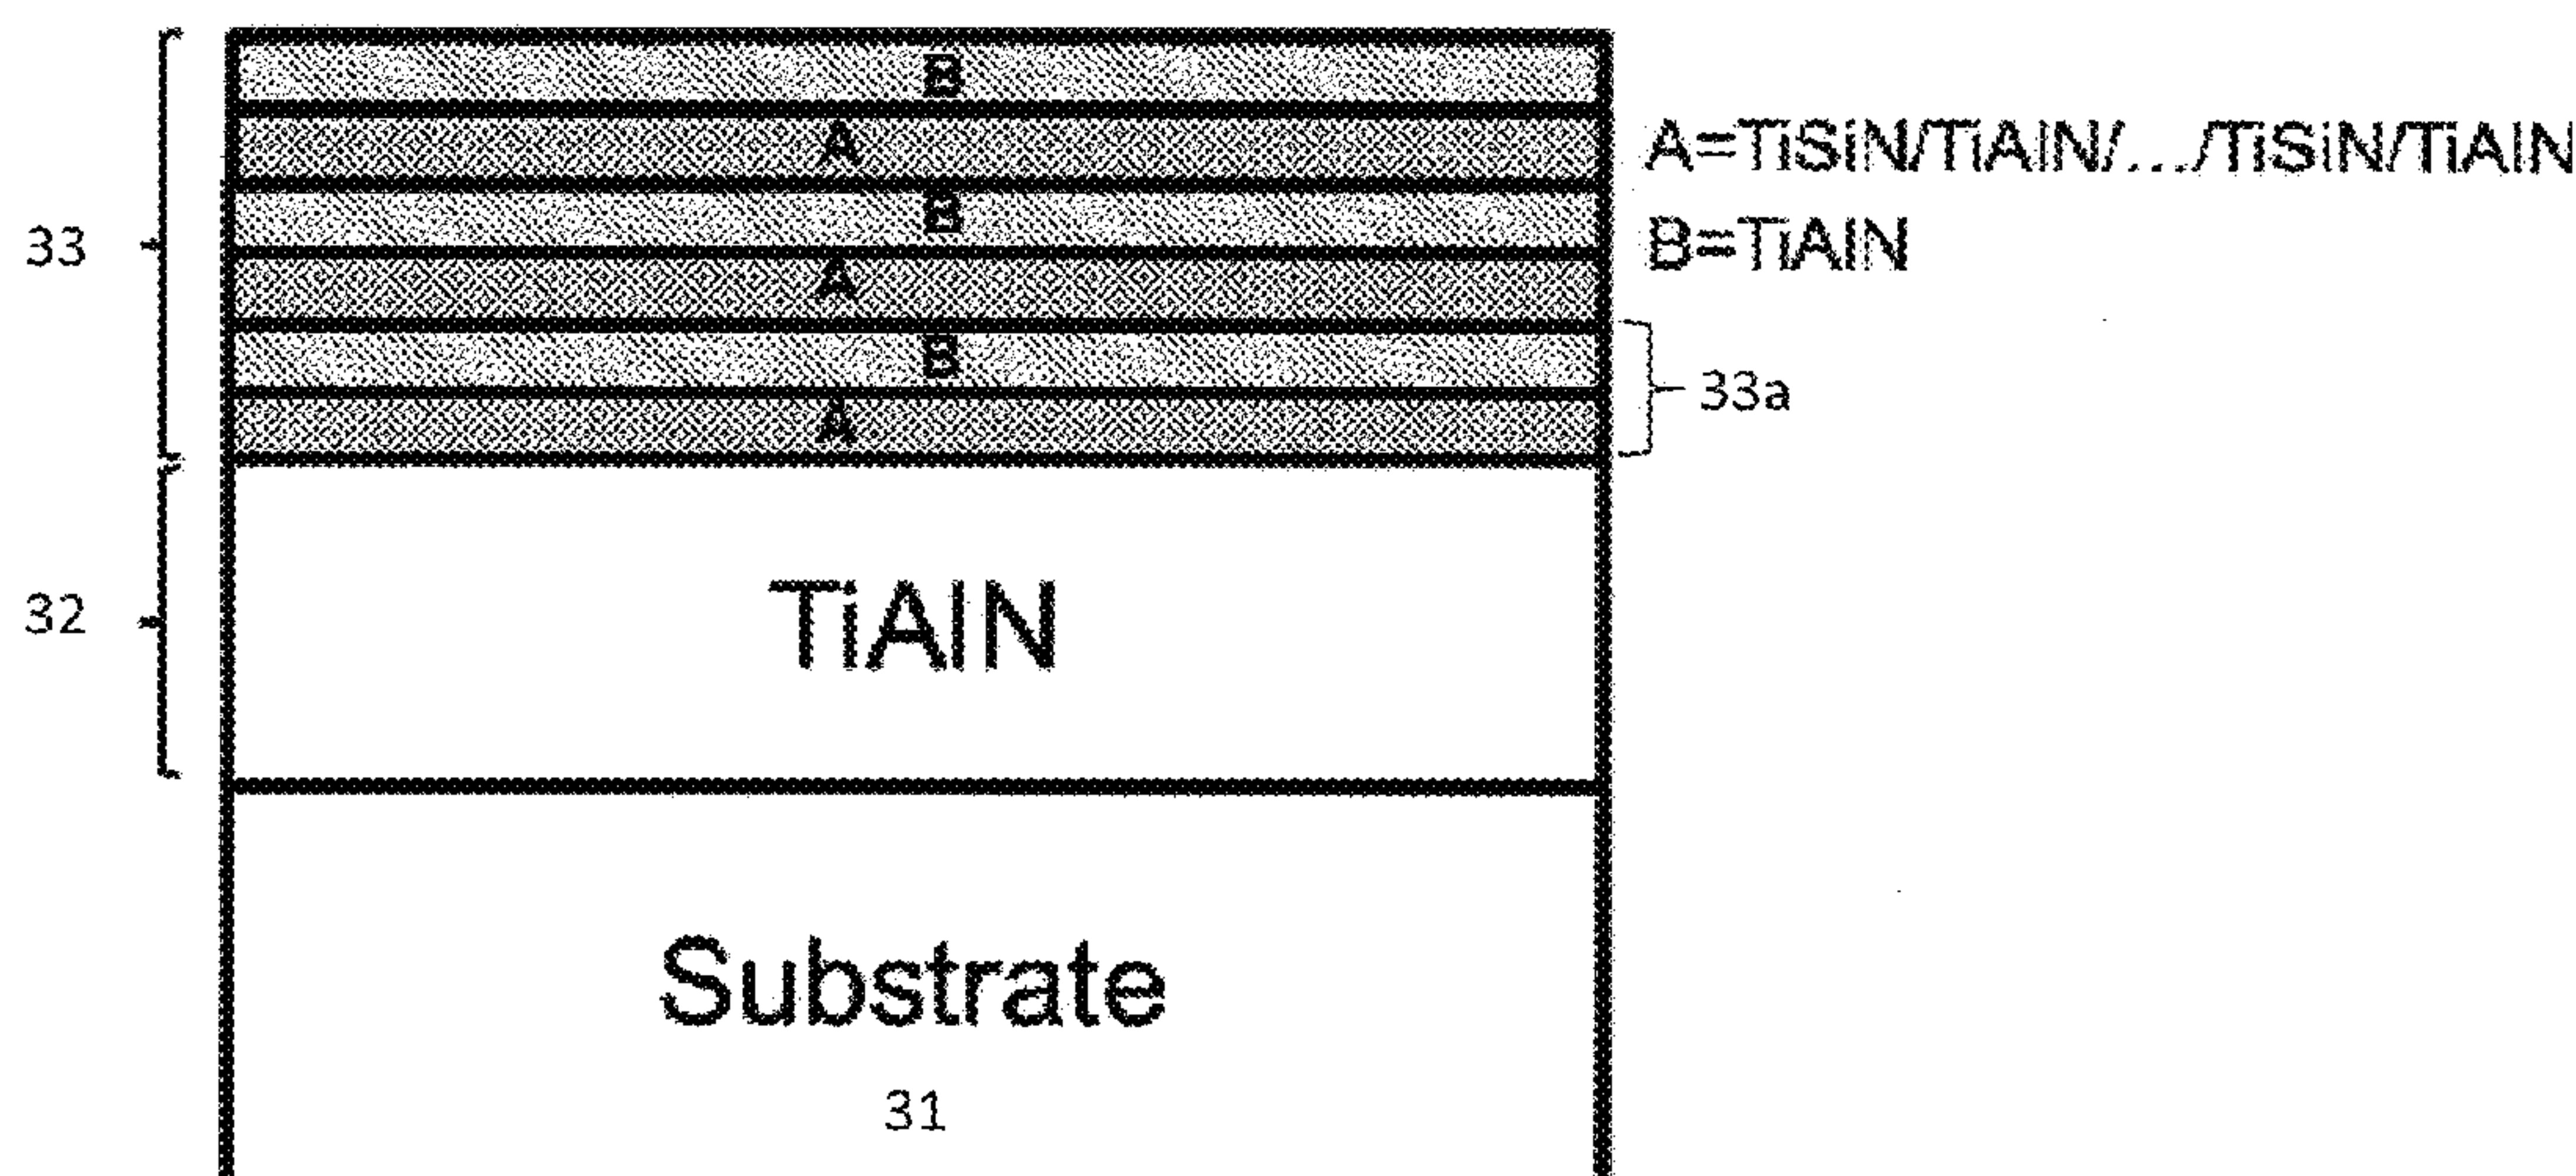 B
A
A=TiSiN/TiAlN/.../TiSiN/TiAlN
B
B=TiAlN
33
A
B
33a
A
TiAlN
32
Substrate
31